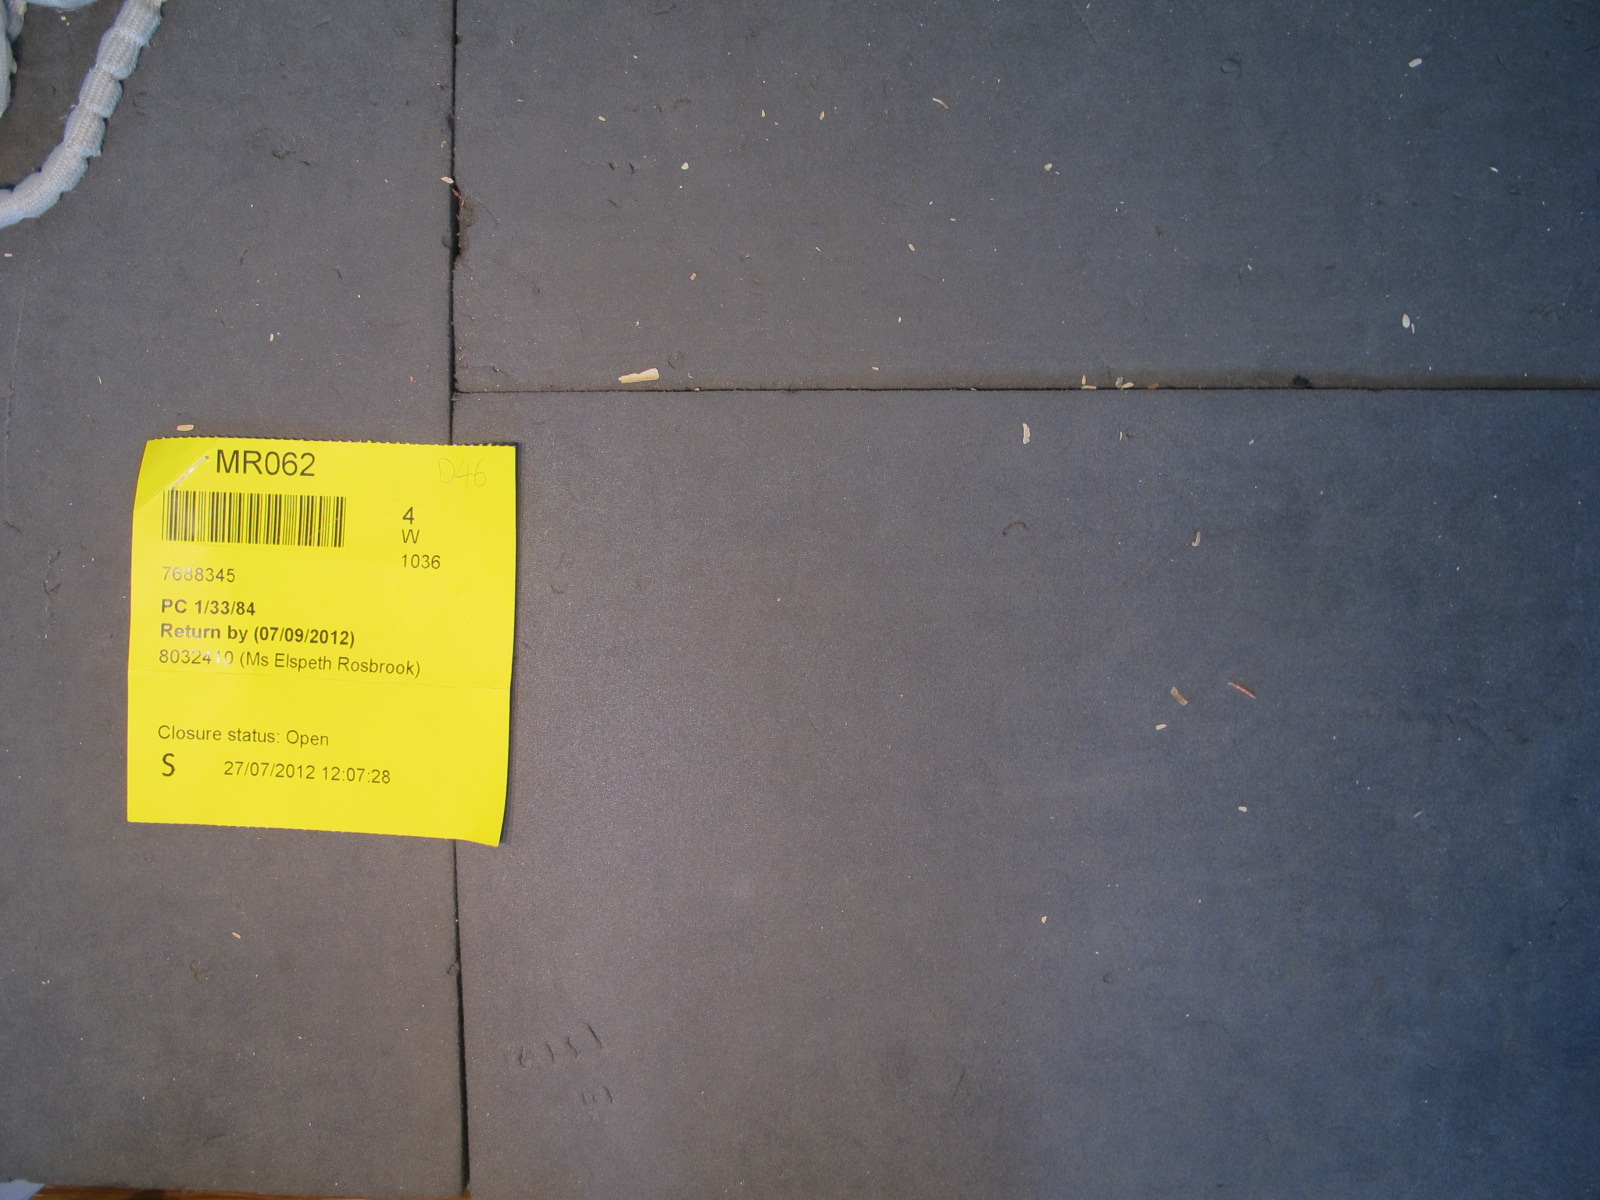 MR062
D46
4
W
1036
7688345
PC 1/33/84
Return by (07/09/2012)
8032410 (Ms Elspeth Rosbrook)
Closure status: Open
S 27/07/2012 12:07:28